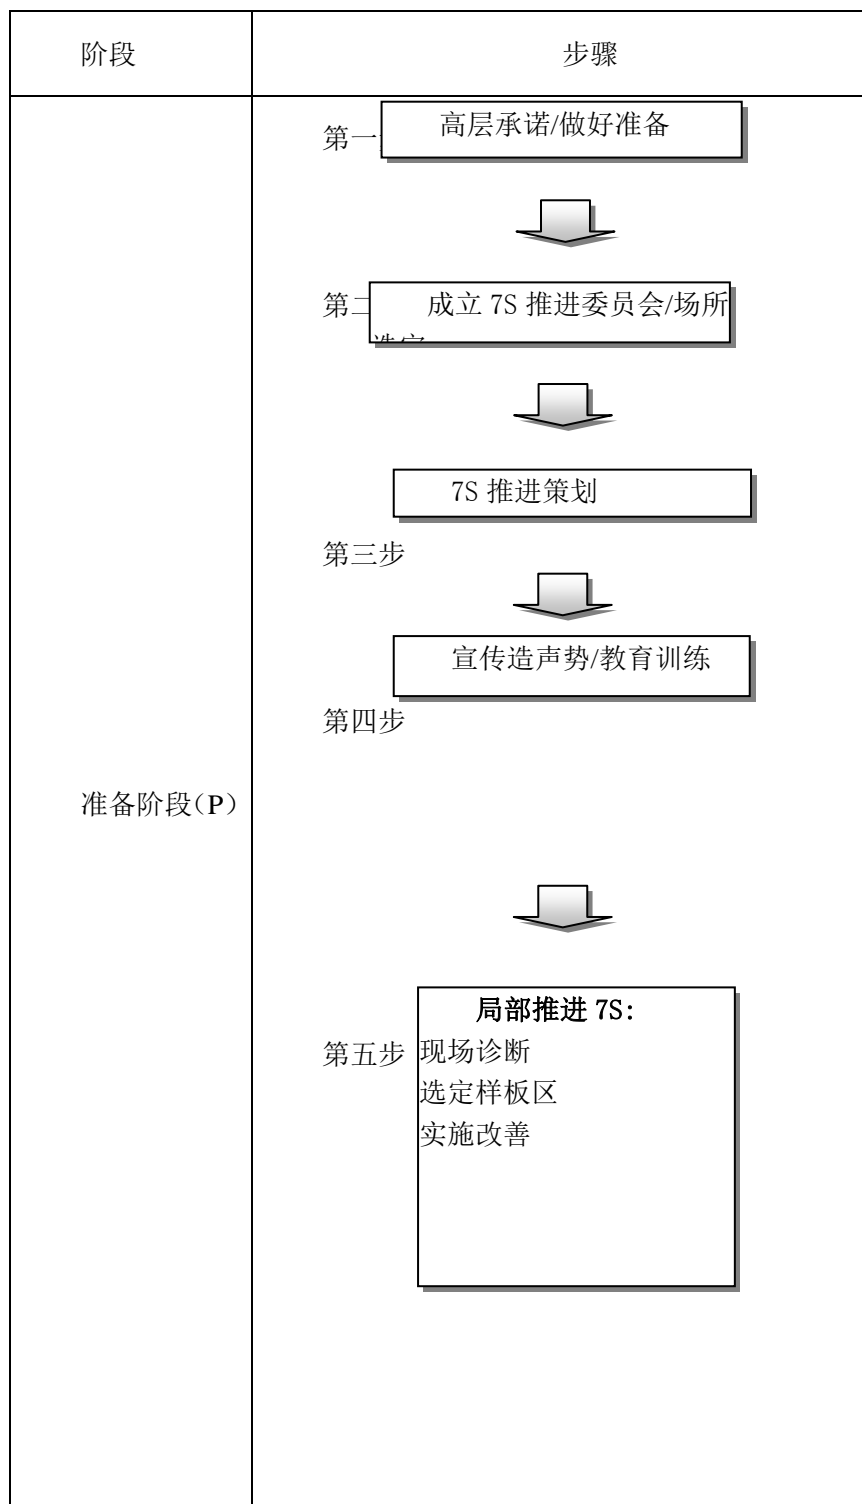 阶段
步骤
第一
高层承诺/做好准备
第二
成立 7S 推进委员会/场所
7S 推进策划
第三步
宣传造声势/教育训练
第四步
准备阶段(P)
局部推进 7S:
第五步
现场诊断
选定样板区
实施改善